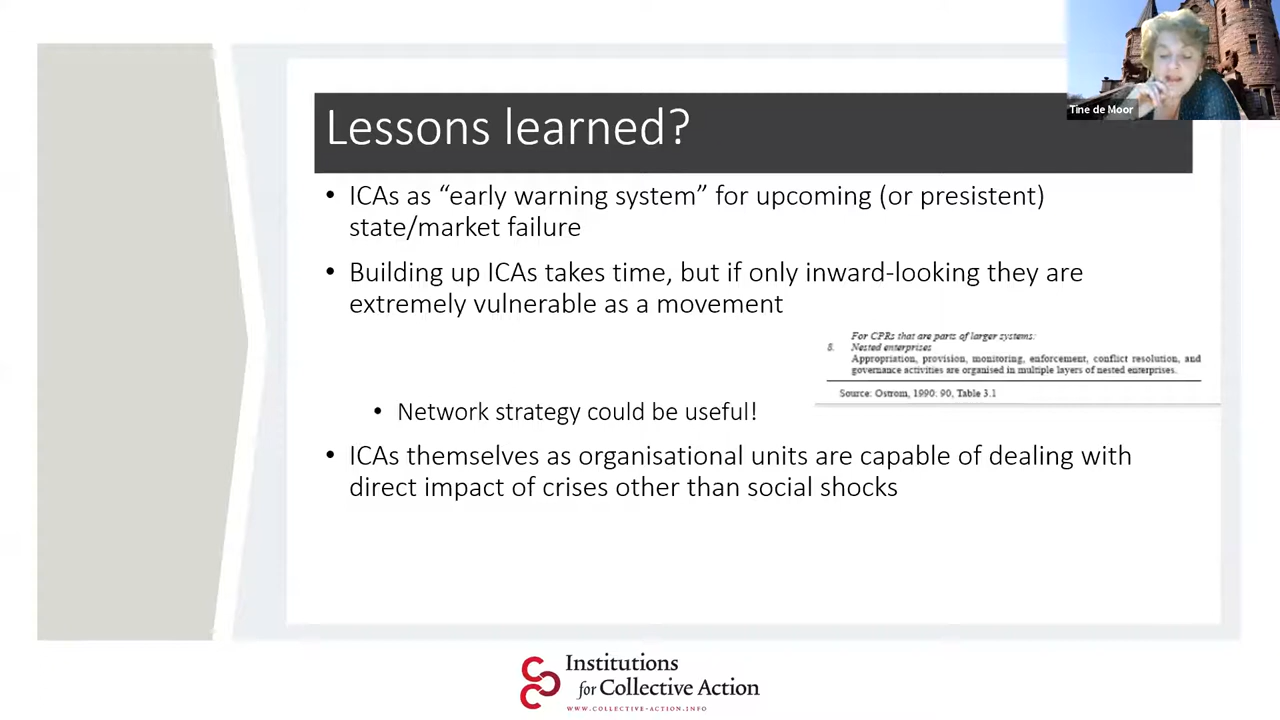 Tine de Moor
Lessons learned?
• ICAs as “early warning system” for upcoming (or presistent)
state/market failure
• Building up ICAs takes time, but if only inward-looking they are
extremely vulnerable as a movement
For CPRs that are parts of larger systems:
8. Nested enterprises
Appropriation, provision, monitoring, enforcement, conflict resolution, and
governance activities are organised in multiple layers of nested enterprises.
Source: Ostrom, 1990: 90, Table 3.1
• Network strategy could be useful!
• ICAs themselves as organisational units are capable of dealing with
direct impact of crises other than social shocks
Institutions
for Collective Action
WWW.COLLECTIVE-ACTION.INFO